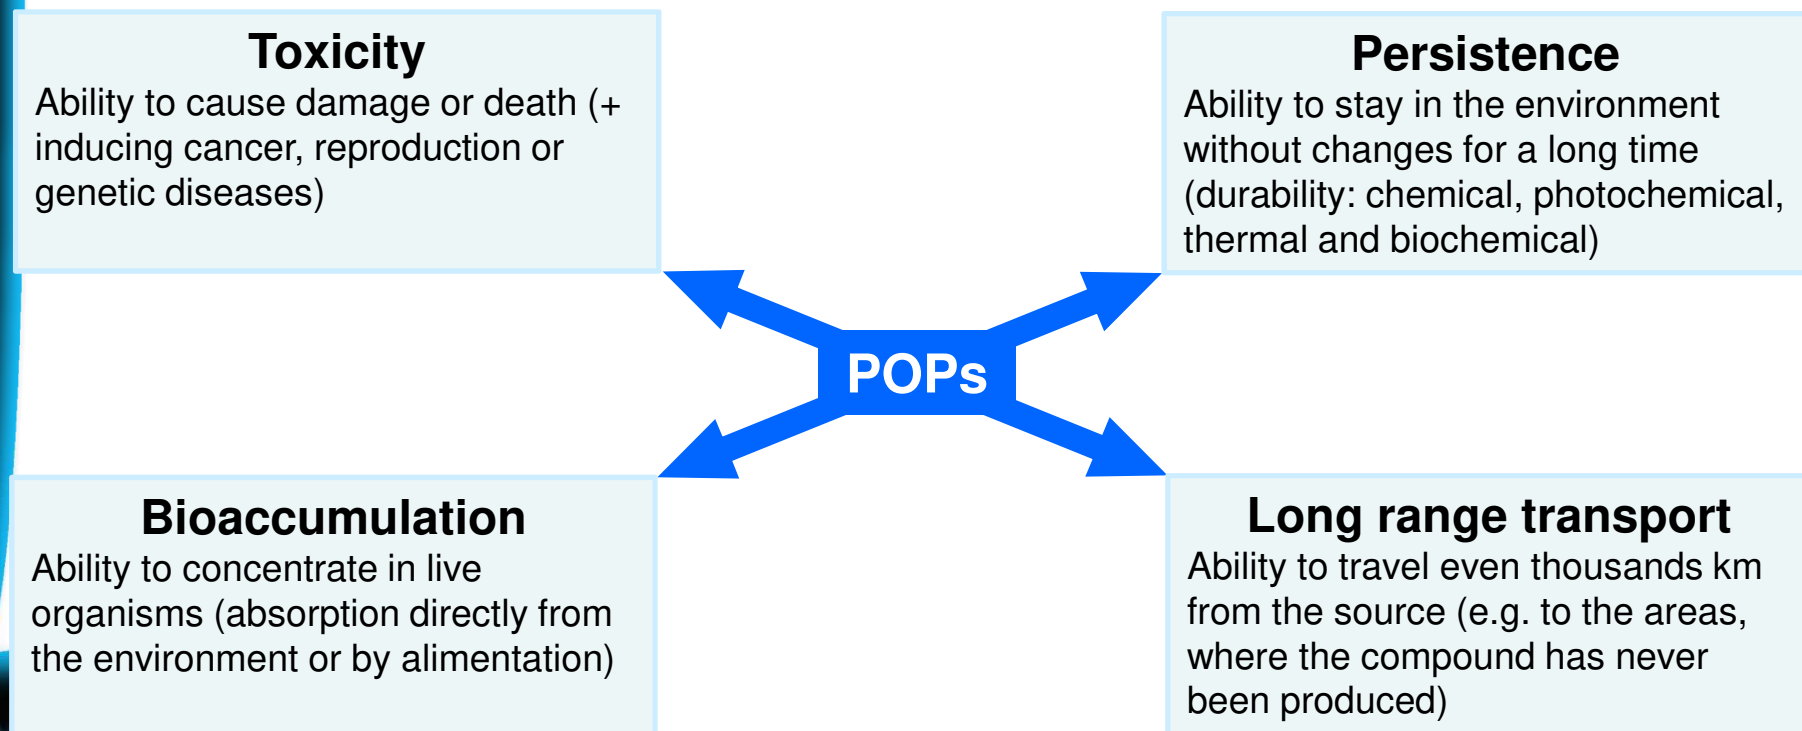 Toxicity
Ability to cause damage or death (+
inducing cancer, reproduction or
genetic diseases)
Persistence
Ability to stay in the environment
without changes for a long time
(durability: chemical, photochemical,
thermal and biochemical)
POPs
Bioaccumulation
Ability to concentrate in live
organisms (absorption directly from
the environment or by alimentation)
Long range transport
Ability to travel even thousands km
from the source (e.g. to the areas,
where the compound has never
been produced)